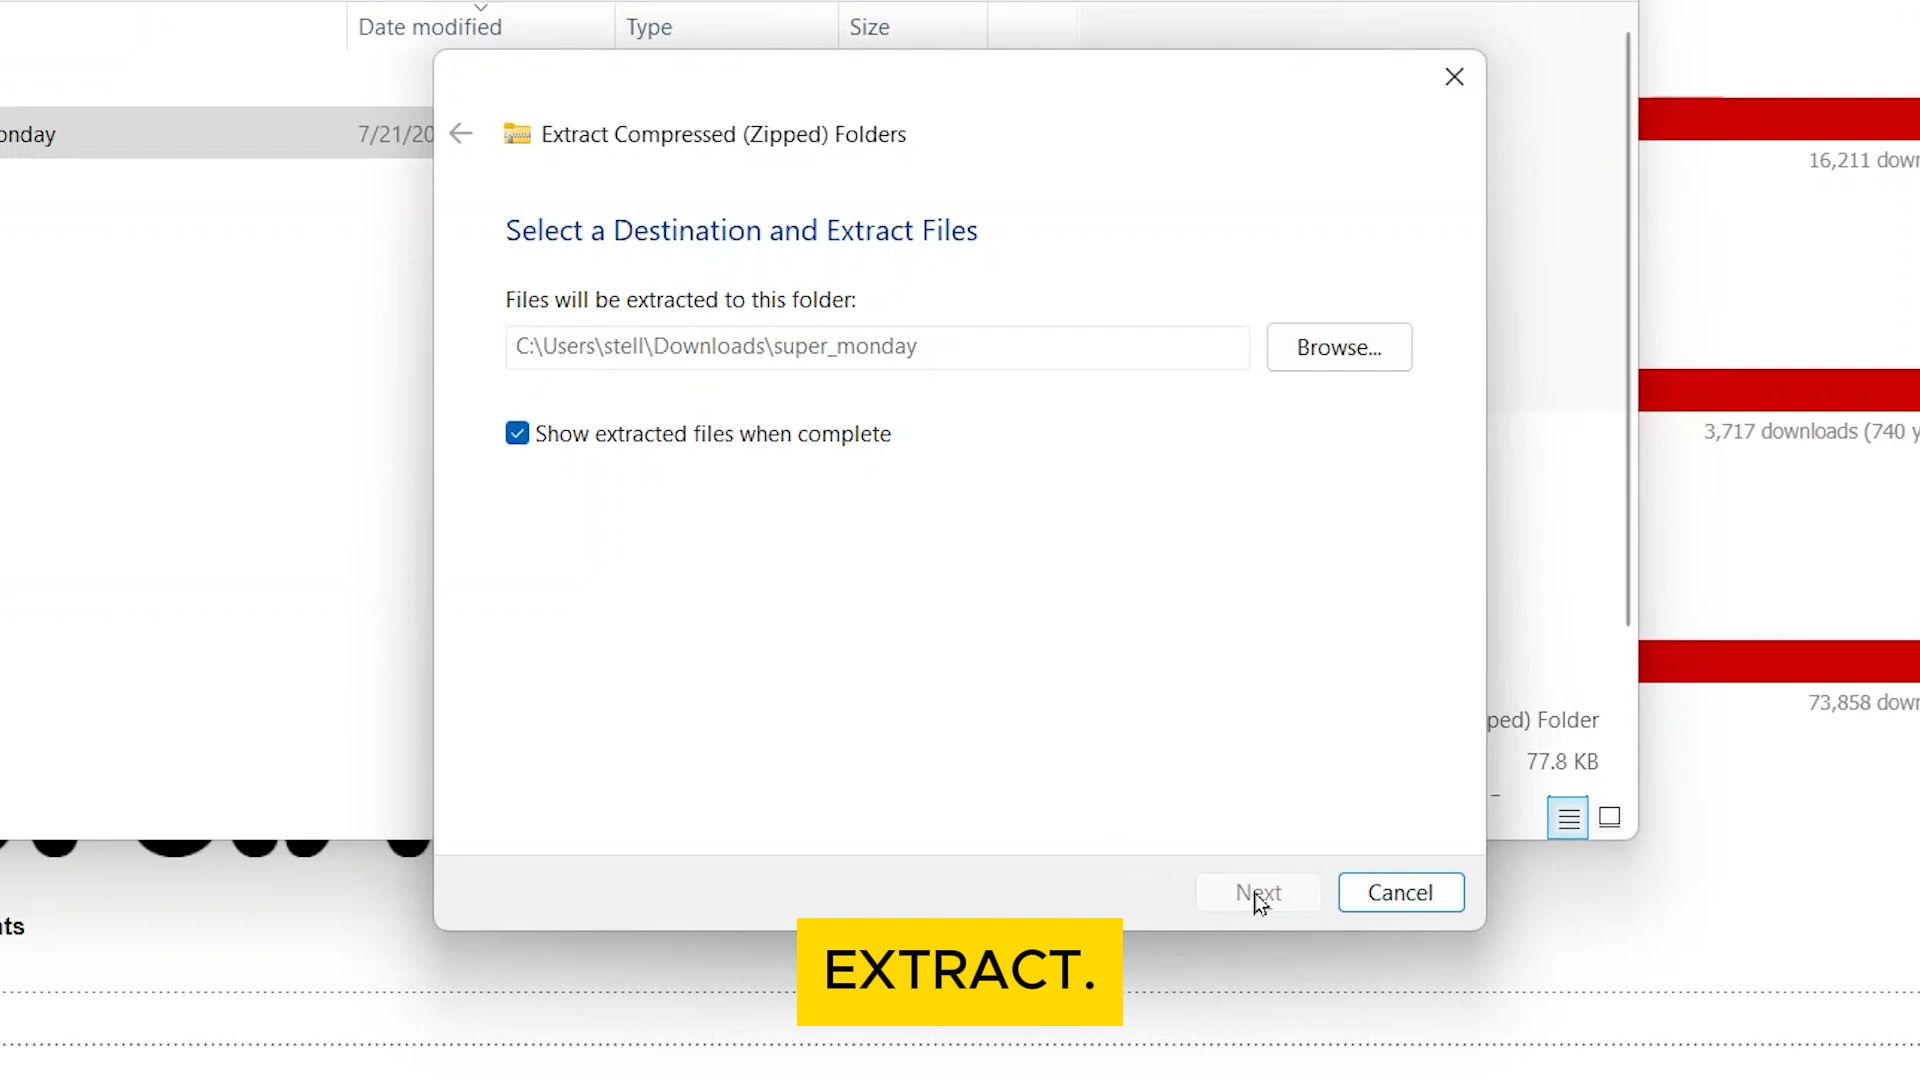 Date modified
Type
Size
onday
7/21/20
Extract Compressed (Zipped) Folders
16,211 down
Select a Destination and Extract Files
Files will be extracted to this folder:
C:\Users\stell\Downloads\super_monday
Browse...
3,717 downloads (740 y
Show extracted files when complete
73,858 down
ped) Folder
77.8 KB
Next
Cancel
nts
EXTRACT.